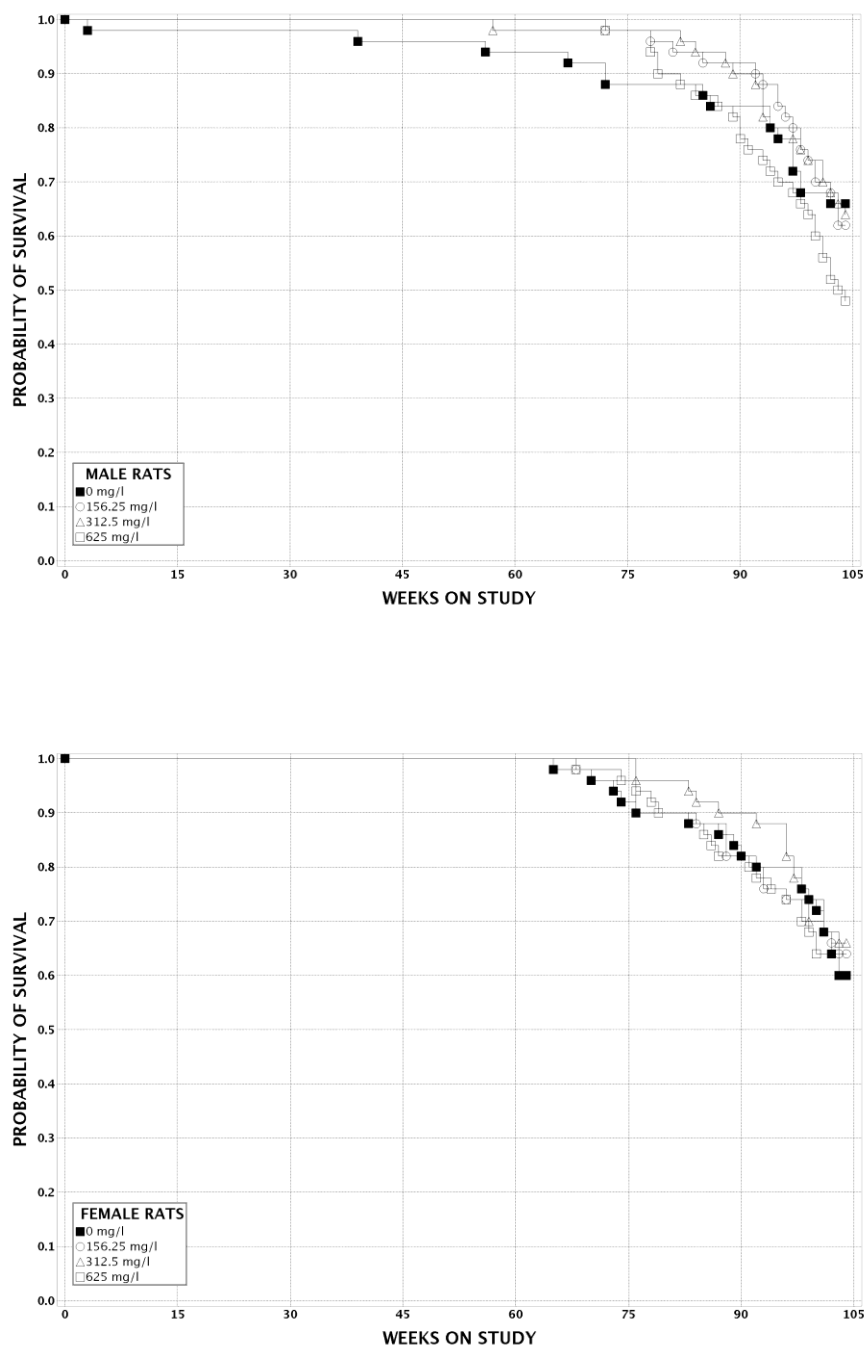 1.0
0.9
0.8
0.7
0.6
0.5
0.4
0.3
0.2
0.1
0.0
PROBABILITY OF SURVIVAL
MALE RATS
0 mg/l
156.25 mg/l
312.5 mg/l
625 mg/l
0 15 30 45 60 75 90 105
WEEKS ON STUDY
1.0
0.9
0.8
0.7
0.6
0.5
0.4
0.3
0.2
0.1
0.0
PROBABILITY OF SURVIVAL
FEMALE RATS
0 mg/l
156.25 mg/l
312.5 mg/l
625 mg/l
0 15 30 45 60 75 90 105
WEEKS ON STUDY